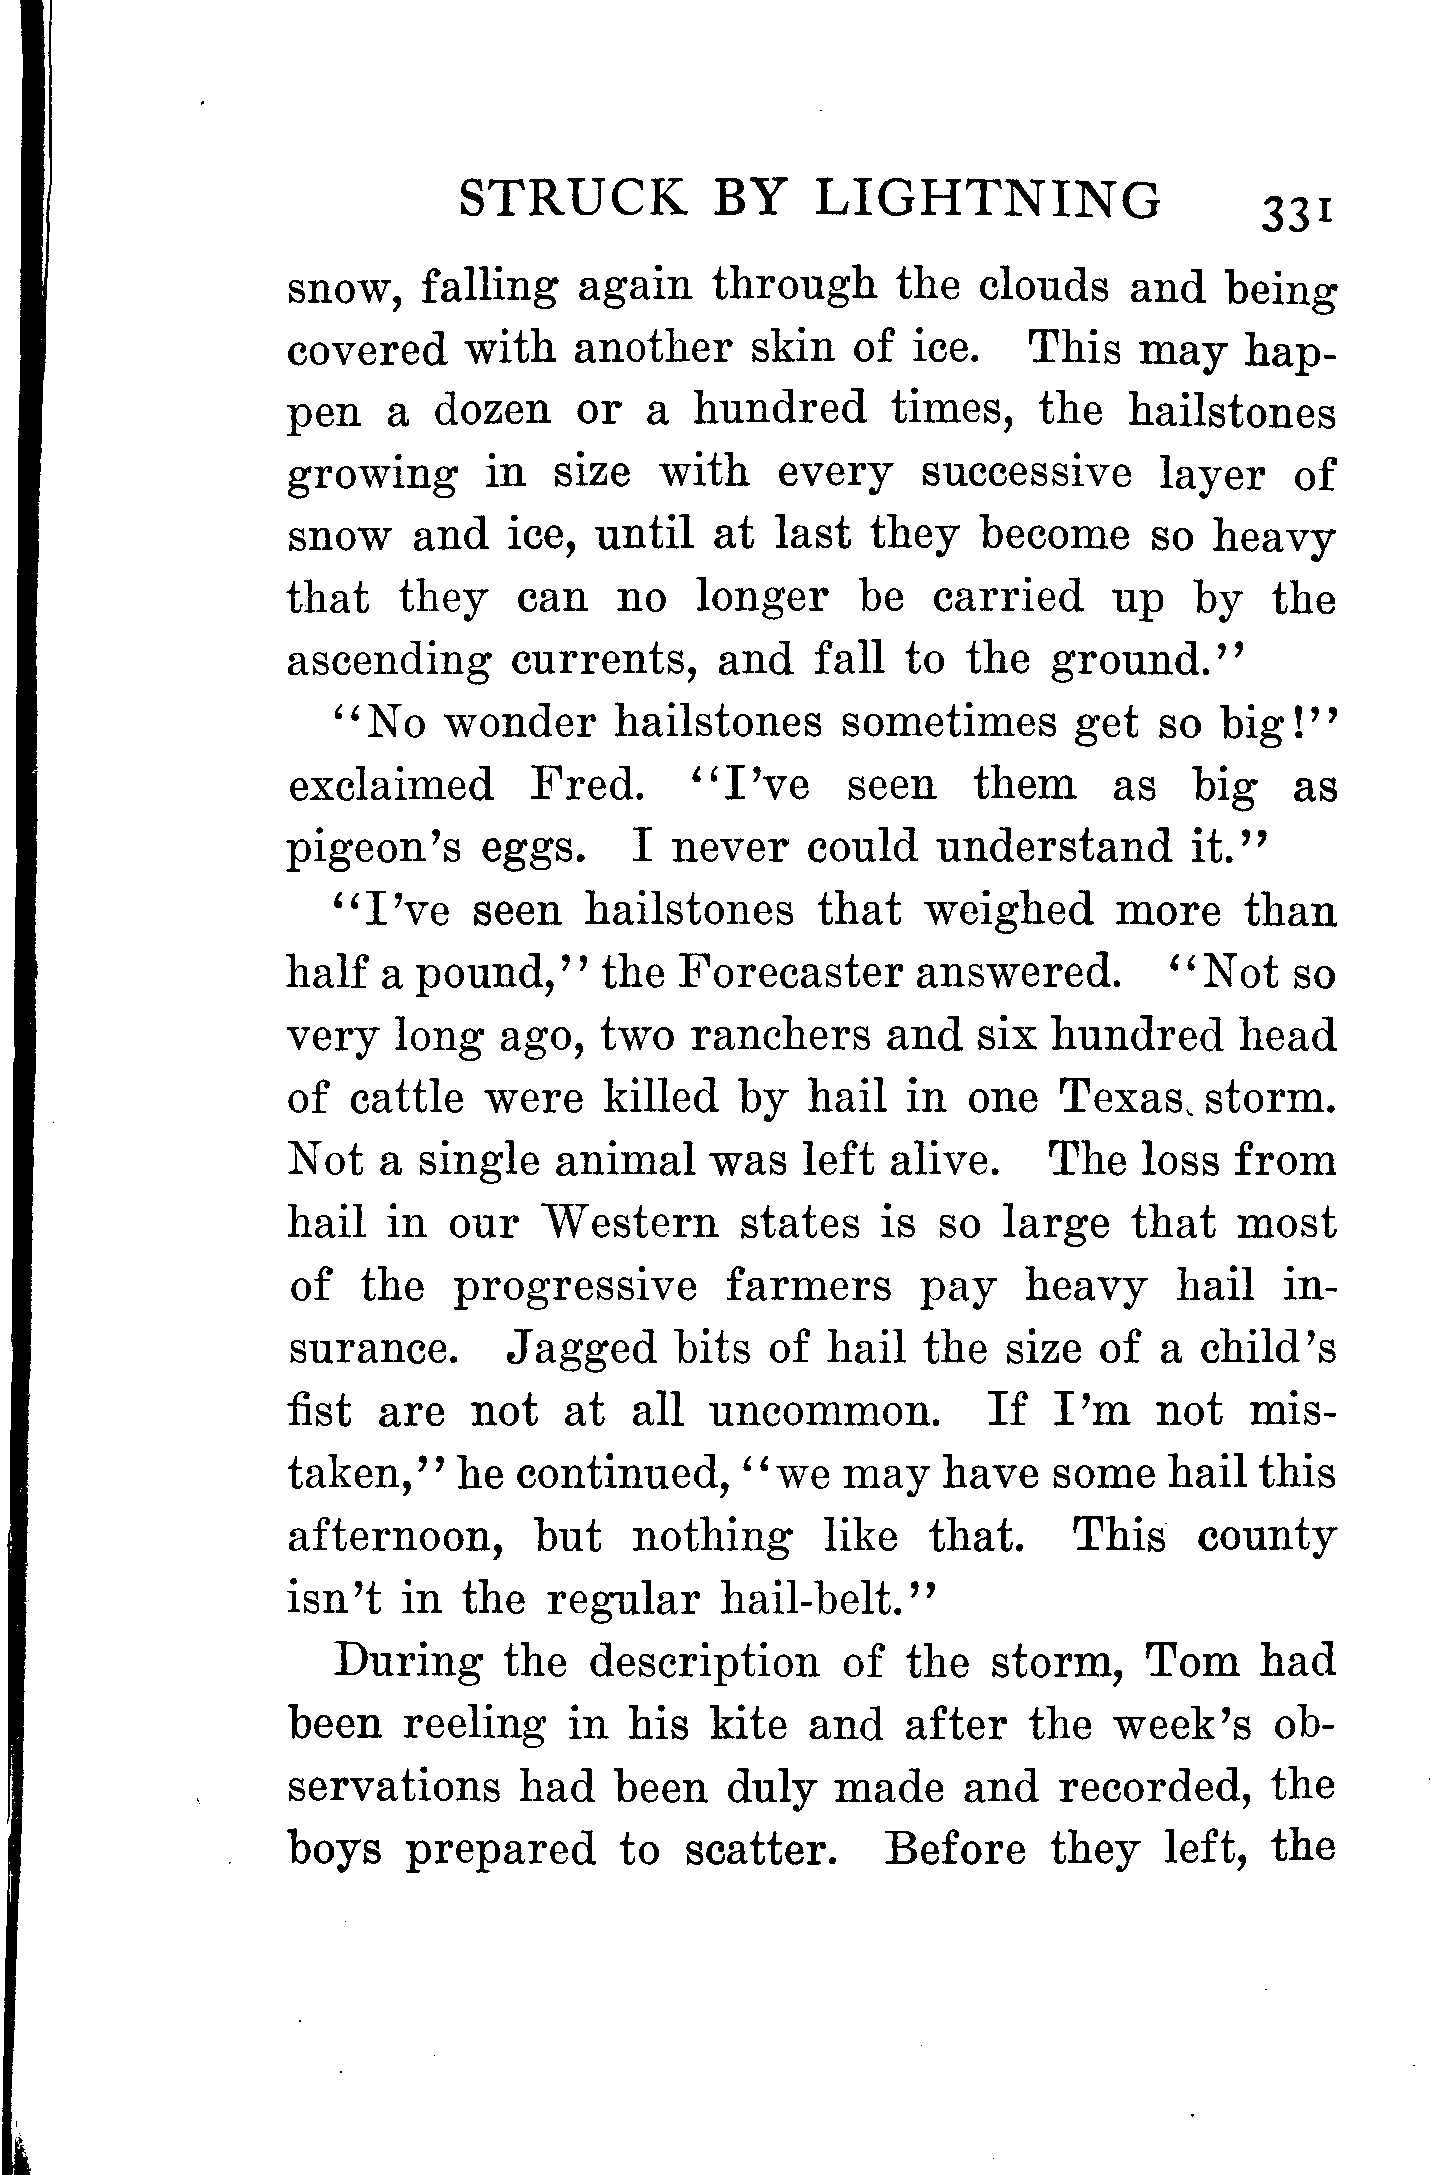 STRUCK BY LIGHTNING 331
snow, falling again through the clouds and being
covered with another skin of ice. This may hap-
pen a dozen or a hundred times, the hailstones
growing in size with every successive layer of
snow and ice, until at last they become so heavy
that they can no longer be carried up by the
ascending currents, and fall to the ground.''
''No wonder hailstones sometimes get so big!''
exclaimed Fred. ''I've seen them as big as
pigeon's eggs. I never could understand it.''
''I've seen hailstones that weighed more than
half a pound,'' the Forecaster answered. ''Not so
very long ago, two ranchers and six hundred head
of cattle were killed by hail in one Texas storm.
Not a single animal was left alive. The loss from
hail in our Western states is so large that most
of the progressive farmers pay heavy hail in-
surance. Jagged bits of hail the size of a child's
fist are not at all uncommon. If I'm not mis-
taken,'' he continued, ''we may have some hail this
afternoon, but nothing like that. This county
isn't in the regular hail-belt.''
During the description of the storm, Tom had
been reeling in his kite and after the week's ob-
servations had been duly made and recorded, the
boys prepared to scatter. Before they left, the